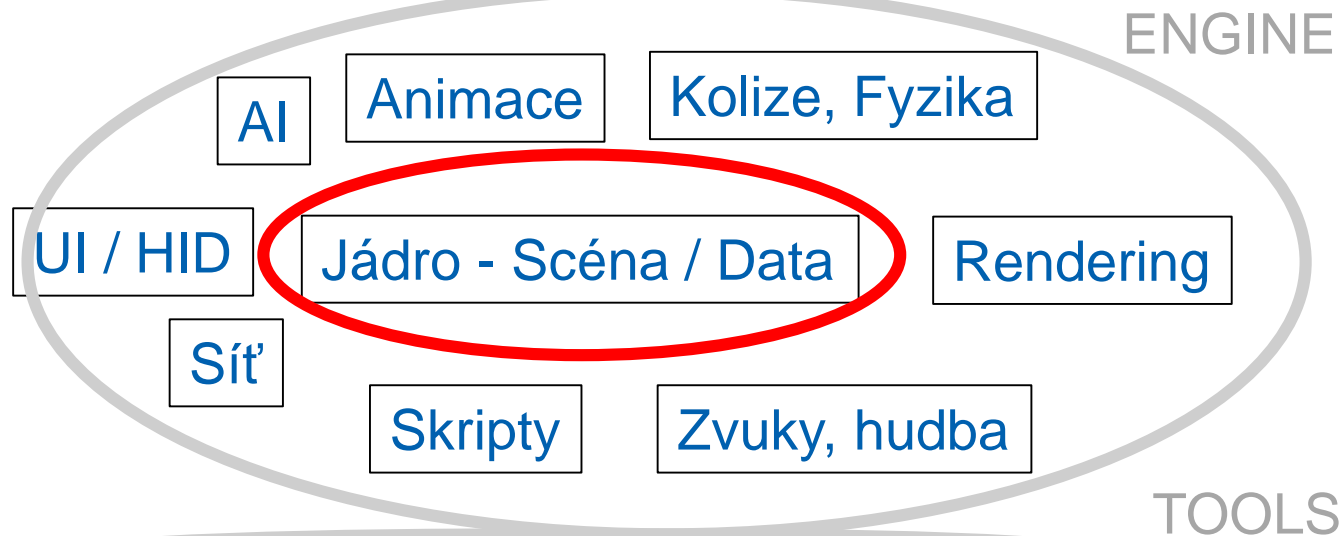 ENGINE
AI
Animace
Kolize, Fyzika
UI / HID
Jádro - Scéna / Data
Rendering
Síť
Skripty
Zvuky, hudba
TOOLS